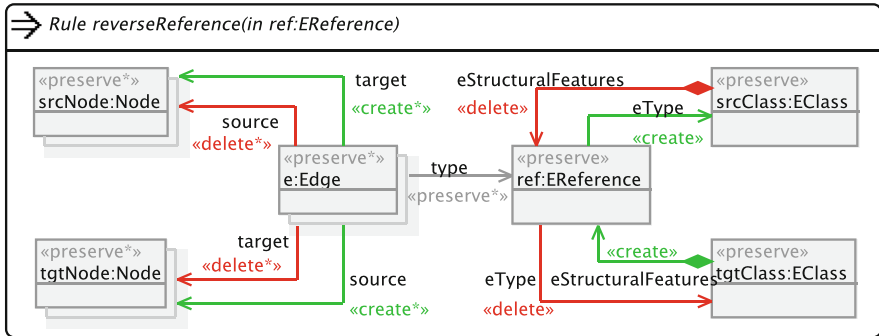 Rule reverseReference(in ref:EReference)
«preserve*»
srcNode:Node
target
«create*»
source
«delete*»
eStructuralFeatures
«delete»
eType
«create»
«preserve»
srcClass:EClass
«preserve*»
e:Edge
type
«preserve*»
«preserve»
ref:EReference
«preserve*»
tgtNode:Node
target
«delete*»
source
«create*»
eType
«delete»
«create»
eStructuralFeatures
«preserve»
tgtClass:EClass